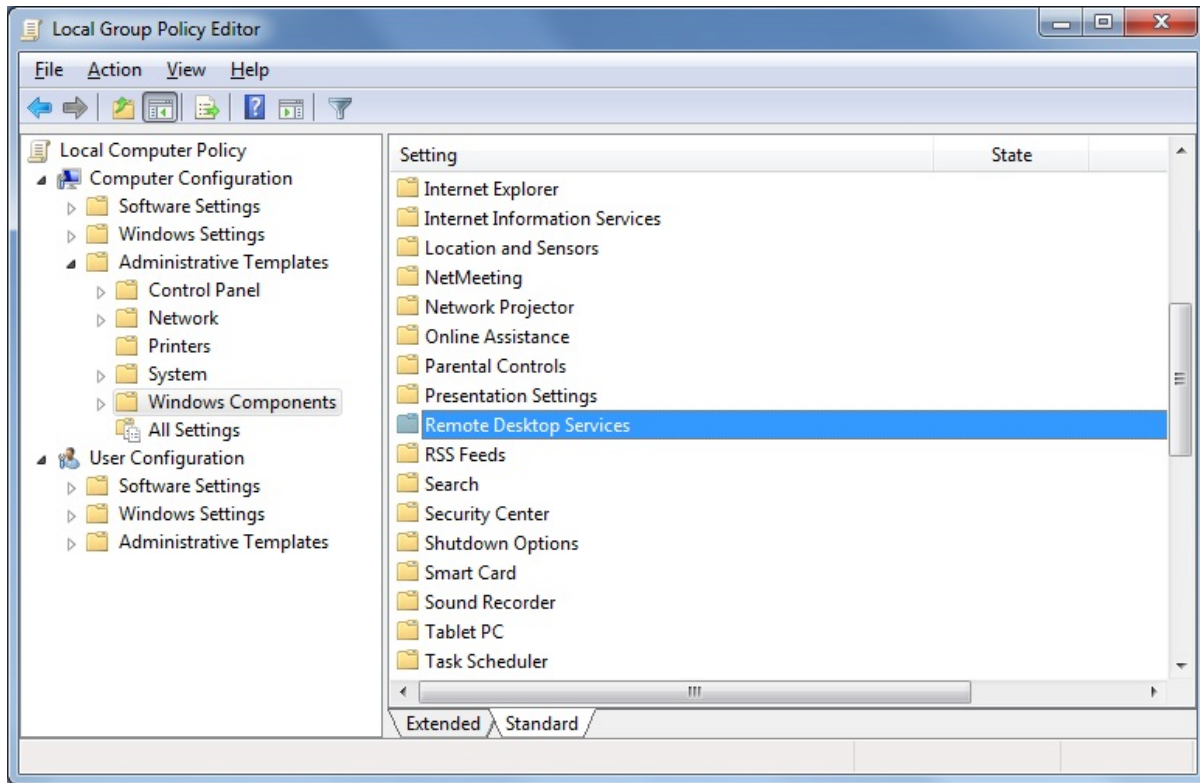 Local Group Policy Editor
File Action View Help
Local Computer Policy
Computer Configuration
Software Settings
Windows Settings
Administrative Templates
Control Panel
Network
Printers
System
Windows Components
All Settings
User Configuration
Software Settings
Windows Settings
Administrative Templates
Setting State
Internet Explorer
Internet Information Services
Location and Sensors
NetMeeting
Network Projector
Online Assistance
Parental Controls
Presentation Settings
Remote Desktop Services
RSS Feeds
Search
Security Center
Shutdown Options
Smart Card
Sound Recorder
Tablet PC
Task Scheduler
Extended Standard